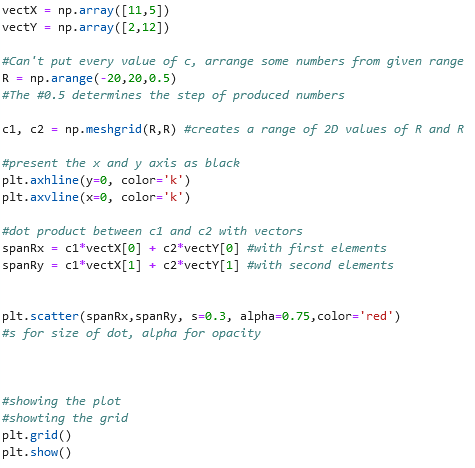 vectX = np.array([11,5])
vectY = np.array([2,12])
#Can't put every value of c, arrange some numbers from given range
R = np.arange(-20,20,0.5)
#The #0.5 determines the step of produced numbers
c1, c2 = np.meshgrid(R,R) #creates a range of 2D values of R and R
#present the x and y axis as black
plt.axhline(y=0, color='k')
plt.axvline(x=0, color='k')
#dot product between c1 and c2 with vectors
spanRx = c1*vectX[0] + c2*vectY[0] #with first elements
spanRy = c1*vectX[1] + c2*vectY[1] #with second elements
plt.scatter(spanRx,spanRy, s=0.3, alpha=0.75,color='red')
#s for size of dot, alpha for opacity
#showing the plot
#showting the grid
plt.grid()
plt.show()